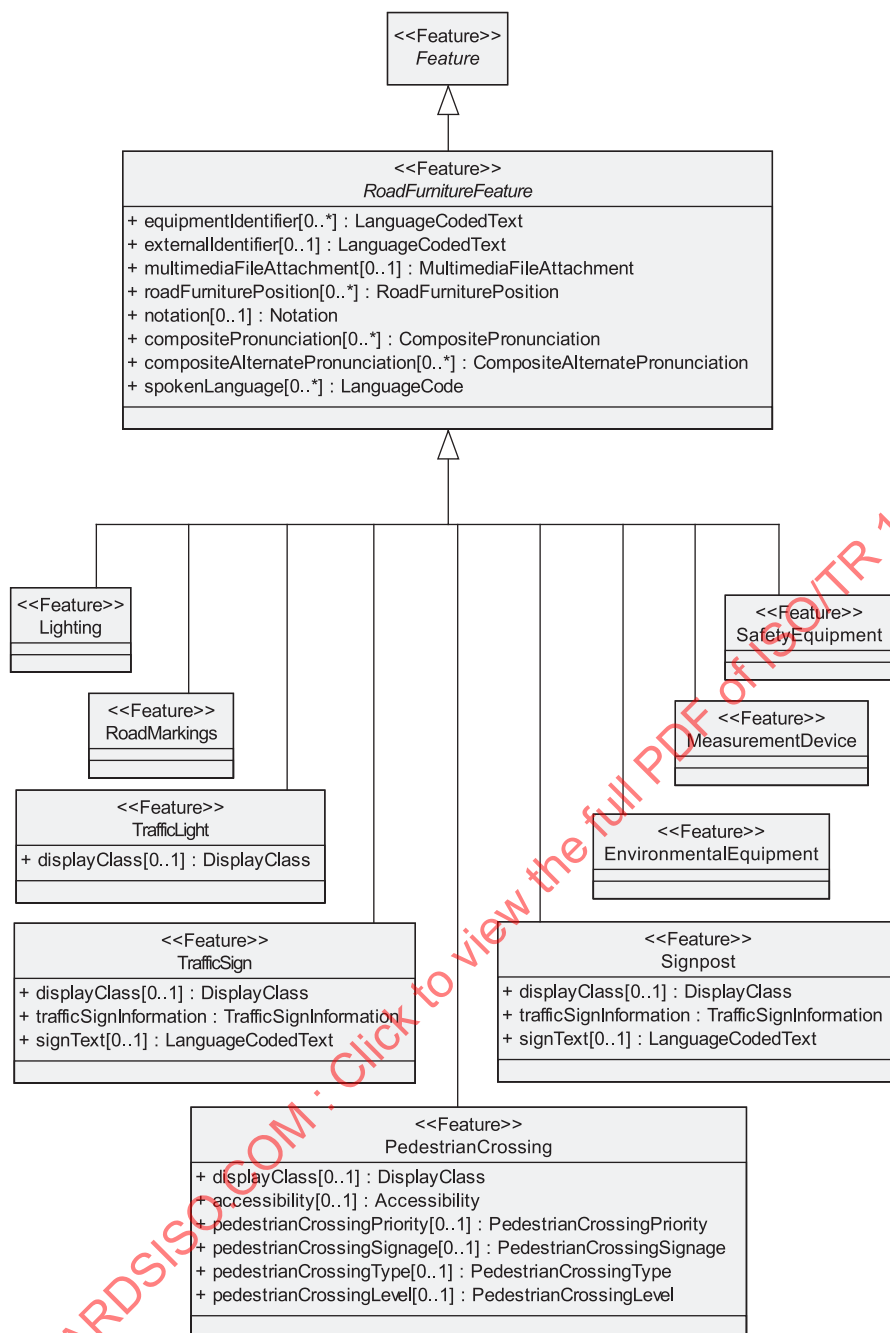 <<Feature>>
Feature
<<Feature>>
RoadFurnitureFeature
+ equipmentIdentifier[0..*] : LanguageCodedText
+ externalIdentifier[0..1] : LanguageCodedText
+ multimediaFileAttachment[0..1] : MultimediaFileAttachment
+ roadFurniturePosition[0..*] : RoadFurniturePosition
+ notation[0..1] : Notation
+ compositePronunciation[0..*] : CompositePronunciation
+ compositeAlternatePronunciation[0..*] : CompositeAlternatePronunciation
+ spokenLanguage[0..*] : LanguageCode
<<Feature>>
Lighting
<<Feature>>
SafetyEquipment
<<Feature>>
RoadMarkings
<<Feature>>
MeasurementDevice
<<Feature>>
TrafficLight
+ displayClass[0..1] : DisplayClass
<<Feature>>
EnvironmentalEquipment
<<Feature>>
TrafficSign
+ displayClass[0..1] : DisplayClass
+ trafficSignInformation : TrafficSignInformation
+ signText[0..1] : LanguageCodedText
<<Feature>>
Signpost
+ displayClass[0..1] : DisplayClass
+ trafficSignInformation : TrafficSignInformation
+ signText[0..1] : LanguageCodedText
<<Feature>>
PedestrianCrossing
+ displayClass[0..1] : DisplayClass
+ accessibility[0..1] : Accessibility
+ pedestrianCrossingPriority[0..1] : PedestrianCrossingPriority
+ pedestrianCrossingSignage[0..1] : PedestrianCrossingSignage
+ pedestrianCrossingType[0..1] : PedestrianCrossingType
+ pedestrianCrossingLevel[0..1] : PedestrianCrossingLevel
ARDSISO.COM : Click to view the full PDF of ISO/TR 1